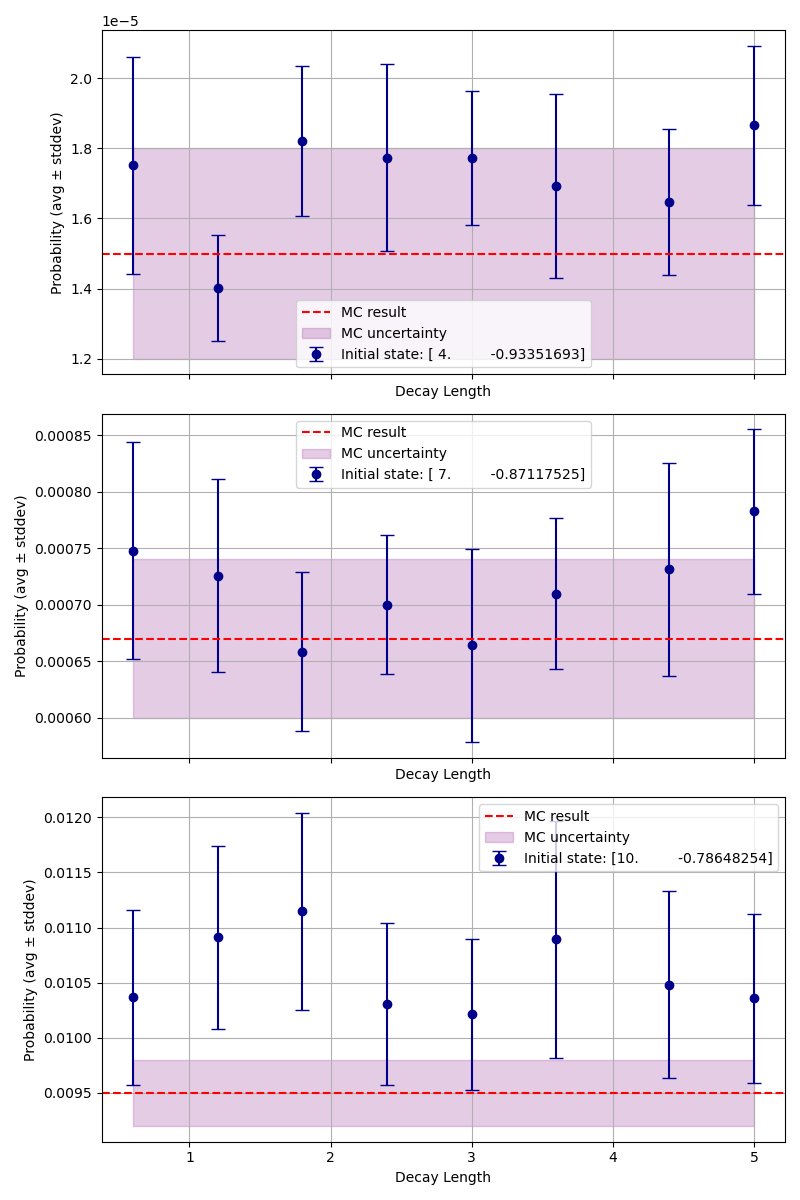 1e−5
2.0
1.8
1.6
1.4
1.2
Probability (avg ± stddev)
MC result
MC uncertainty
Initial state: [ 4. -0.93351693]
Decay Length
0.00085
0.00080
0.00075
0.00070
0.00065
0.00060
Probability (avg ± stddev)
MC result
MC uncertainty
Initial state: [ 7. -0.87117525]
Decay Length
0.0120
0.0115
0.0110
0.0105
0.0100
0.0095
Probability (avg ± stddev)
MC result
MC uncertainty
Initial state: [10. -0.78648254]
1 2 3 4 5
Decay Length